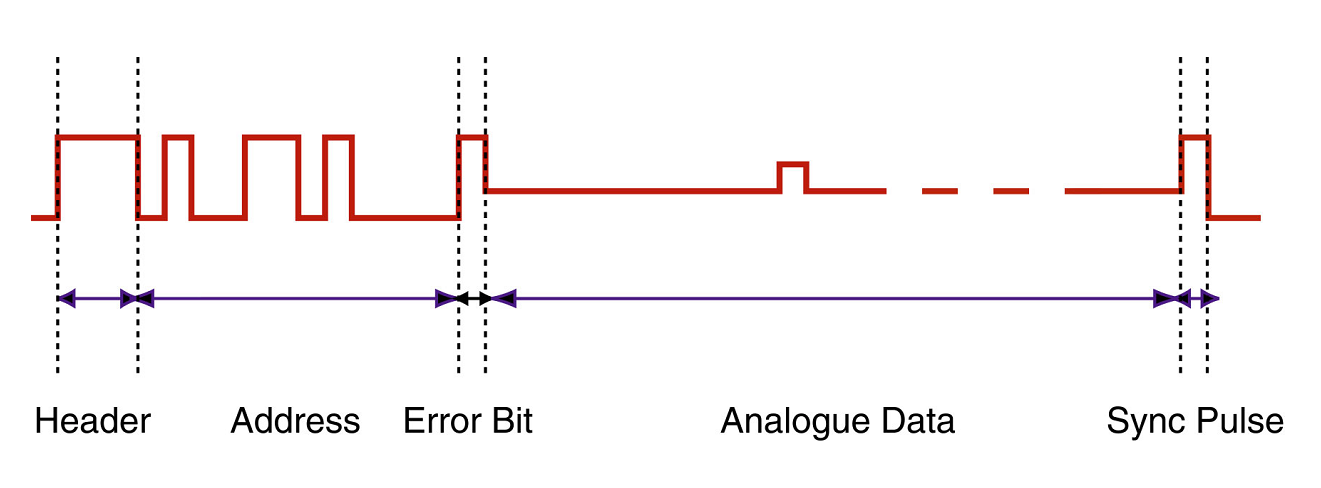 Header Address Error Bit Analogue Data Sync Pulse